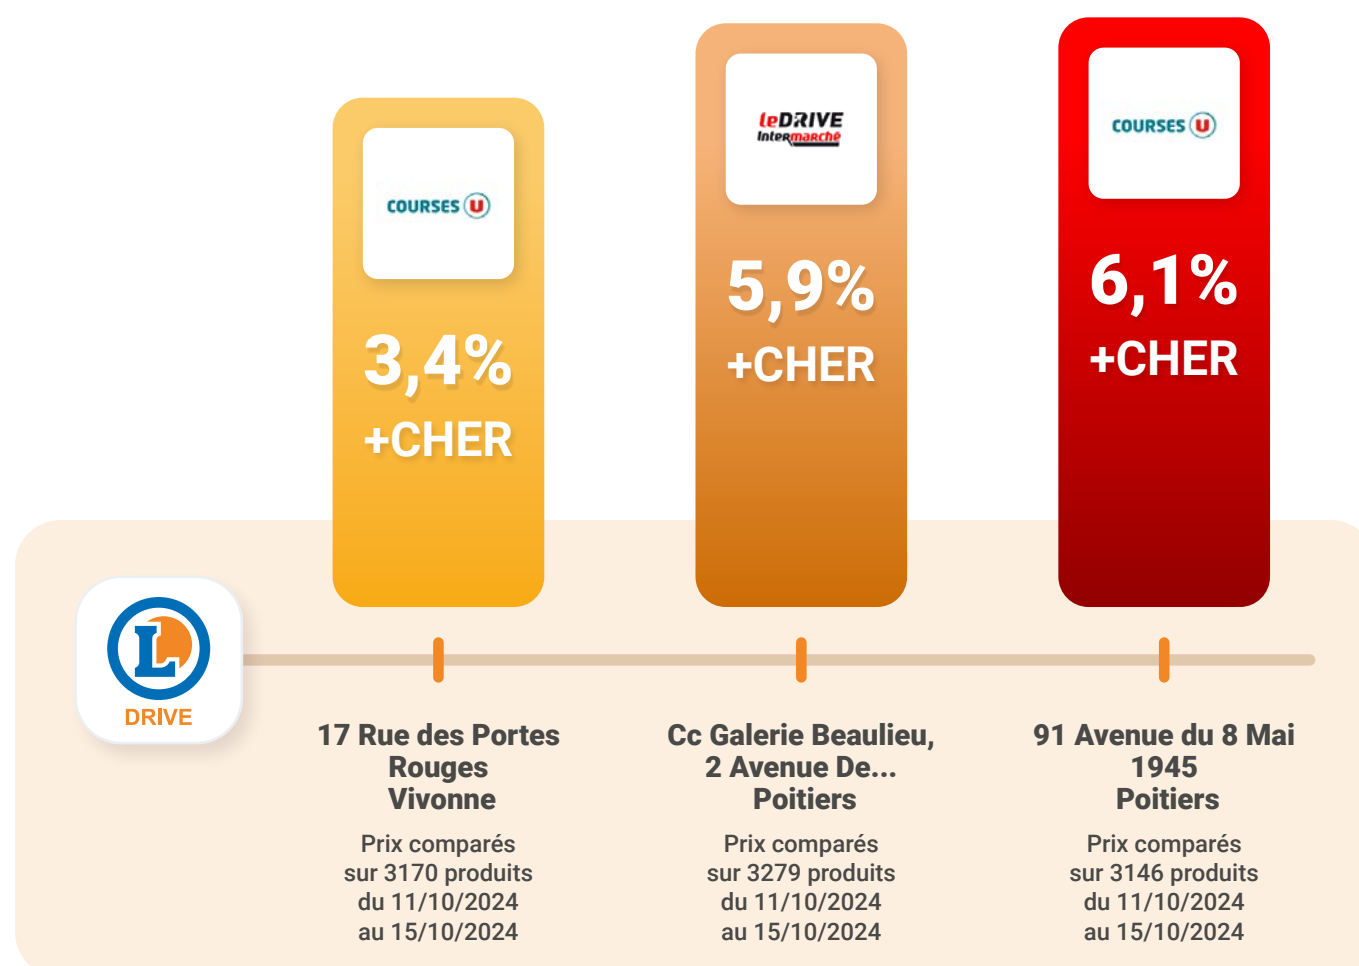 COURSES U
3,4%
+CHER
leDRIVE
Intermarché
5,9%
+CHER
COURSES U
6,1%
+CHER
L
DRIVE
17 Rue des Portes
Rouges
Vivonne
Prix comparés
sur 3170 produits
du 11/10/2024
au 15/10/2024
Cc Galerie Beaulieu,
2 Avenue De...
Poitiers
Prix comparés
sur 3279 produits
du 11/10/2024
au 15/10/2024
91 Avenue du 8 Mai
1945
Poitiers
Prix comparés
sur 3146 produits
du 11/10/2024
au 15/10/2024